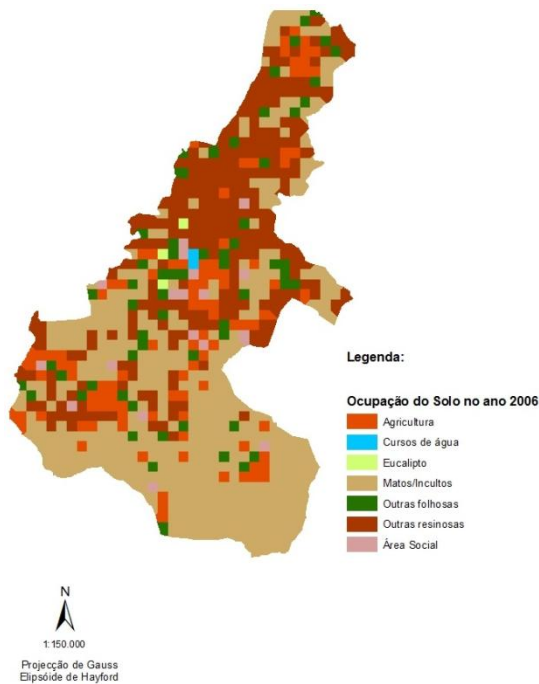 Legenda:
Ocupação do Solo no ano 2006
Agricultura
Cursos de água
Eucalipto
Matos/Incultos
Outras folhosas
Outras resinosas
Área Social
N
1:150.000
Projecção de Gauss
Elipsóide de Hayford